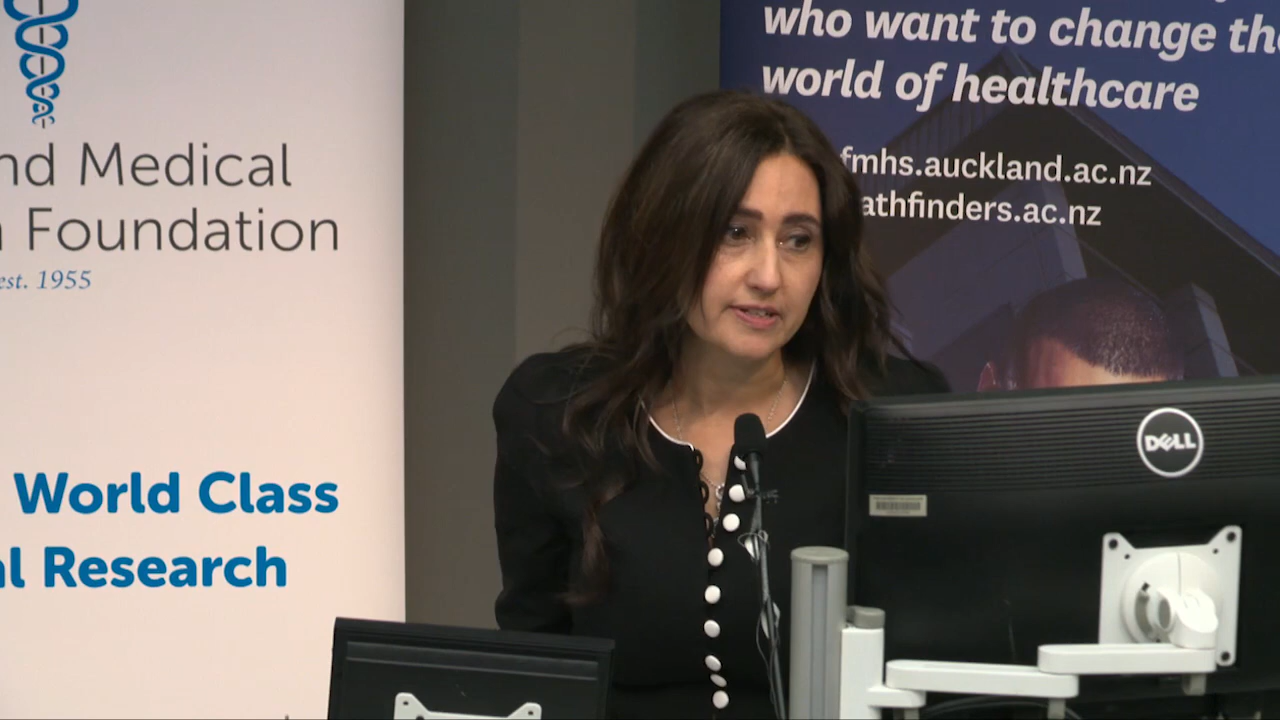 nd Medical
Foundation
est. 1955
World Class
al Research
who want to change th
world of healthcare
fmhs.auckland.ac.nz
athfinders.ac.nz
DELL